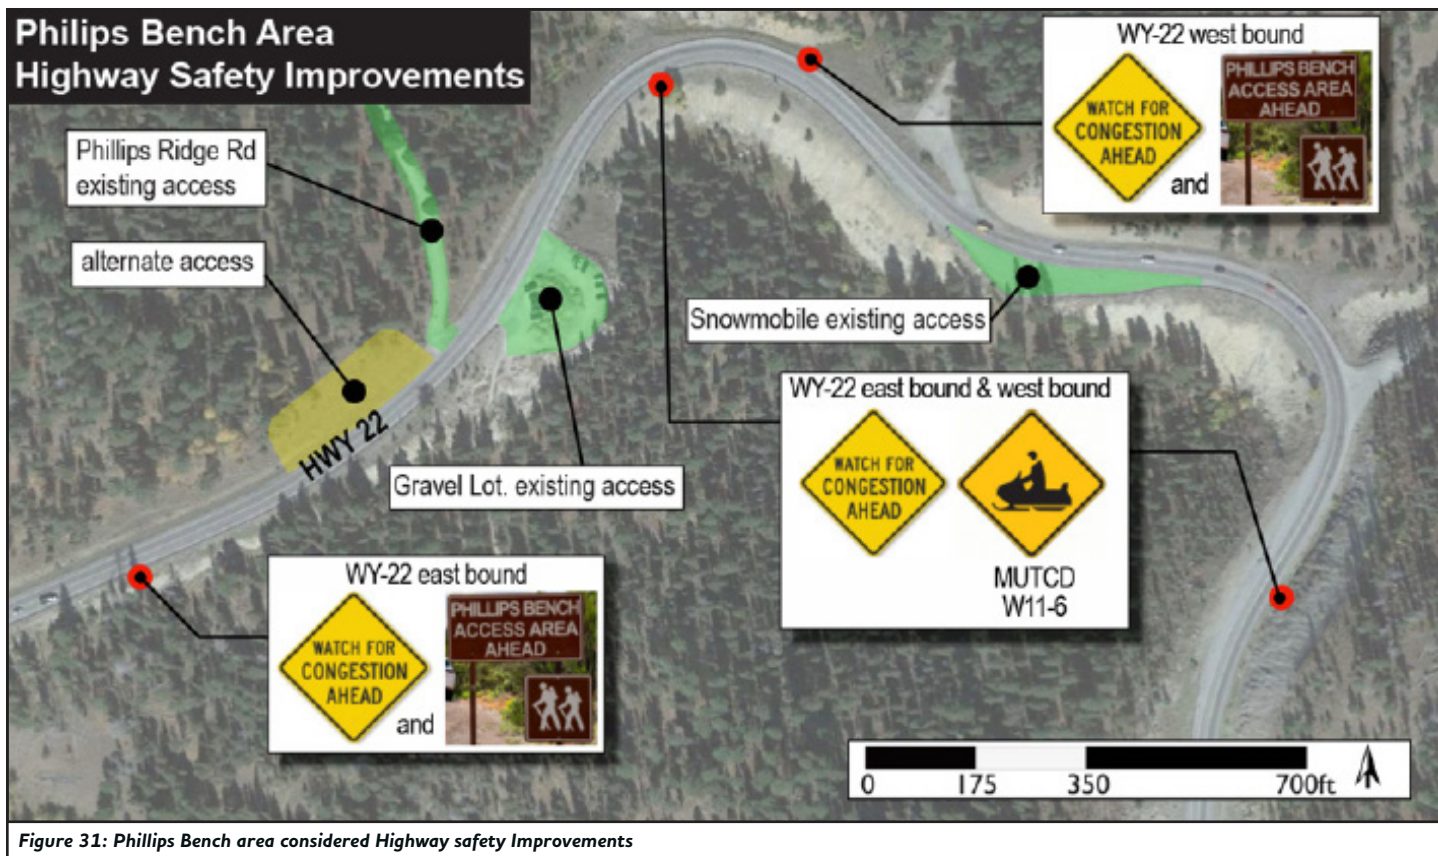 Philips Bench Area
Highway Safety Improvements
WY-22 west bound
WATCH FOR
CONGESTION
AHEAD
and
PHILLIPS BENCH
ACCESS AREA
AHEAD
Phillips Ridge Rd
existing access
alternate access
Snowmobile existing access
HWY 22
Gravel Lot. existing access
WY-22 east bound & west bound
WATCH FOR
CONGESTION
AHEAD
MUTCD
W11-6
WY-22 east bound
WATCH FOR
CONGESTION
AHEAD
and
PHILLIPS BENCH
ACCESS AREA
AHEAD
0 175 350 700ft
Figure 31: Phillips Bench area considered Highway safety Improvements